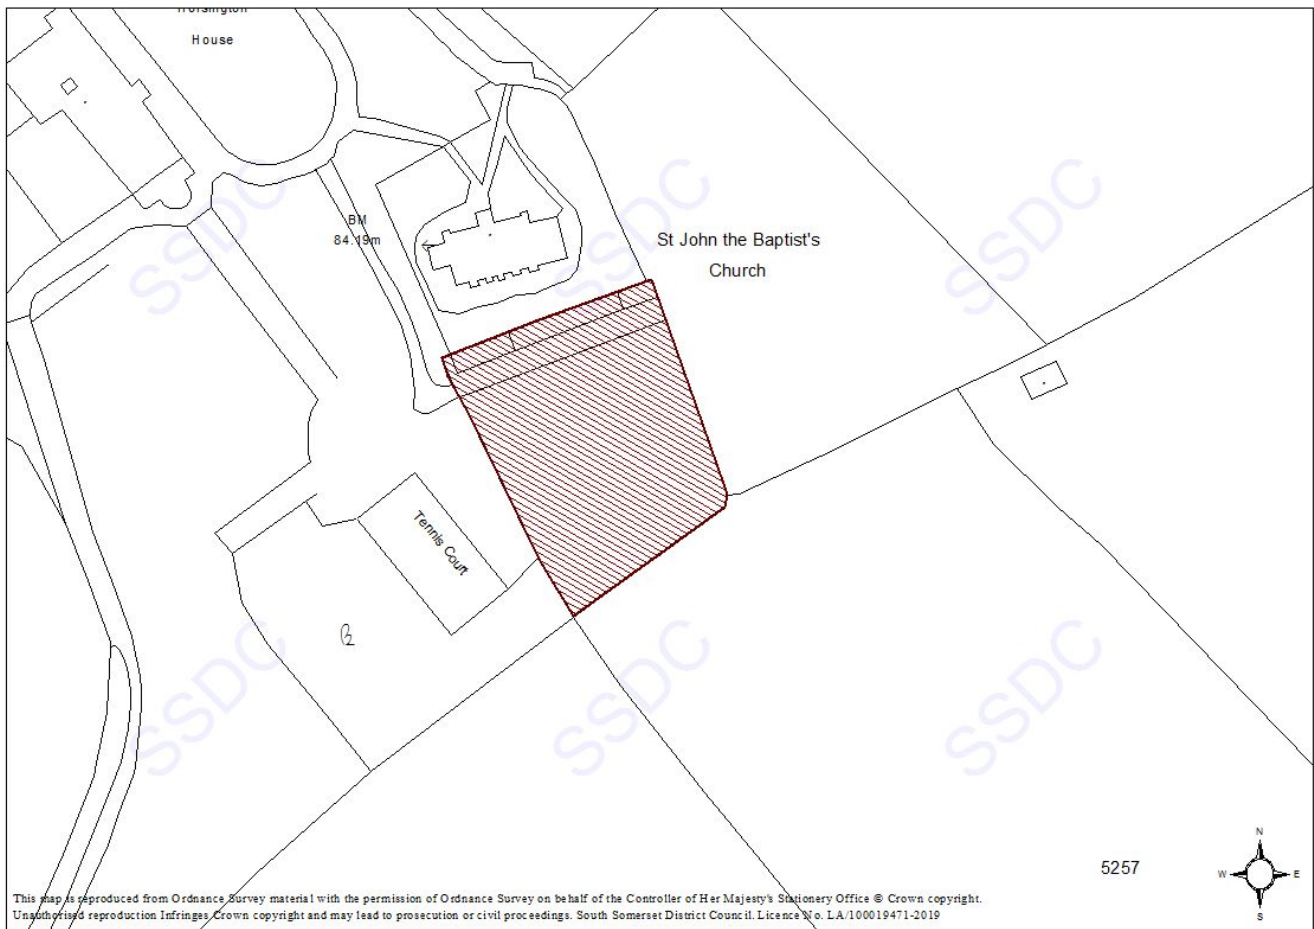 House
SSDC
SSDC
SSDC
BM
84.19m
St John the Baptist's
Church
Tennis Court
SSDC
SSDC
SSDC
5257
N
W
E
S
This map is reproduced from Ordnance Survey material with the permission of Ordnance Survey on behalf of the Controller of Her Majesty's Stationery Office © Crown copyright.
Unauthorised reproduction Infringes Crown copyright and may lead to prosecution or civil proceedings. South Somerset District Council. Licence No. LA/100019471-2019